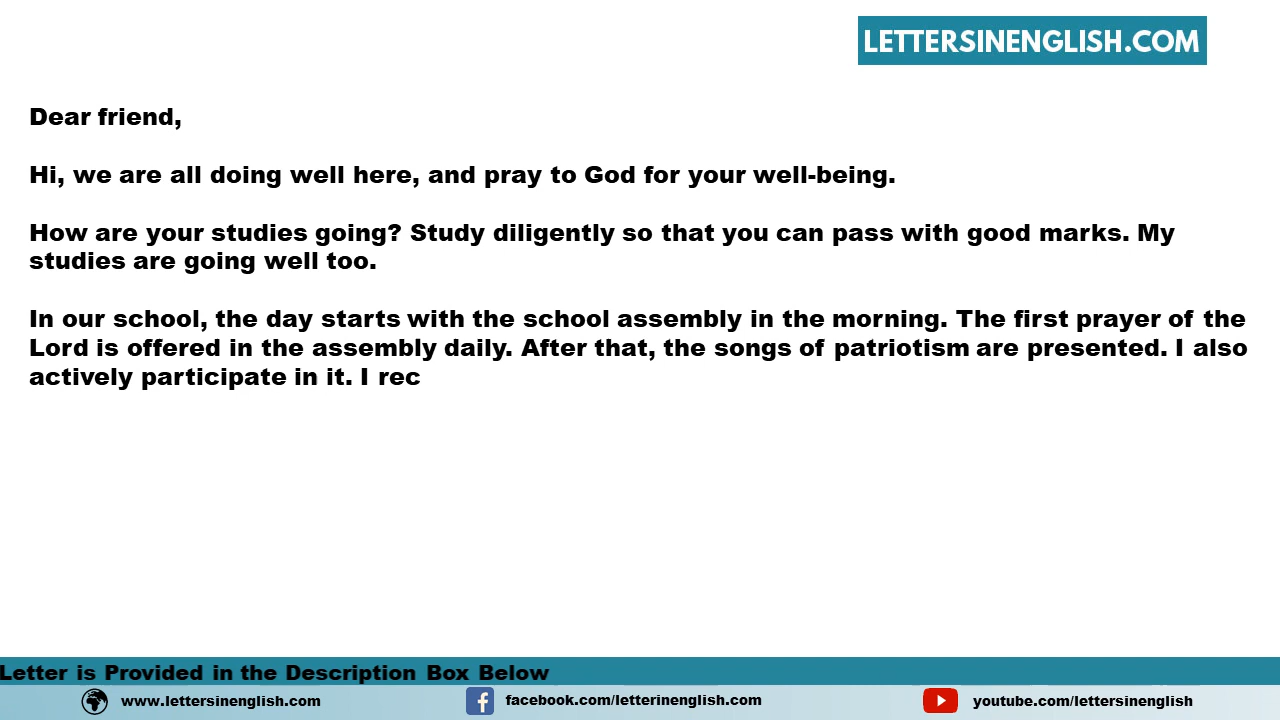 LETTERSINENGLISH.COM
Dear friend,
Hi, we are all doing well here, and pray to God for your well-being.
How are your studies going? Study diligently so that you can pass with good marks. My
studies are going well too.
In our school, the day starts with the school assembly in the morning. The first prayer of the
Lord is offered in the assembly daily. After that, the songs of patriotism are presented. I also
actively participate in it. I rec
Letter is Provided in the Description Box Below
www.lettersinenglish.com
facebook.com/letterinenglish.com
youtube.com/lettersinenglish